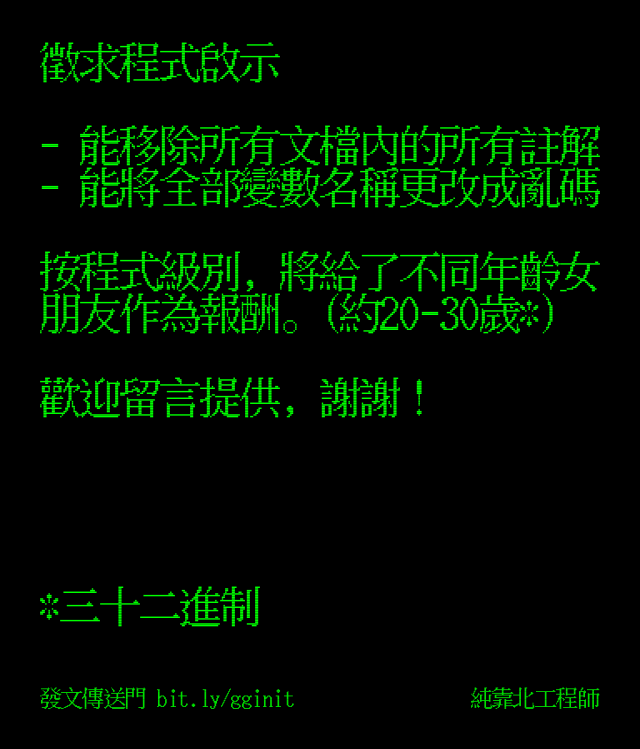 徵求程式啟示
- 能移除所有文檔內的所有註解
- 能將全部變數名稱更改成亂碼
按程式級別, 將給了不同年齡女
朋友作為報酬。(約20-30歲*)
歡迎留言提供, 謝謝！
*三十二進制
發文傳送門 bit.ly/gginit
純靠北工程師